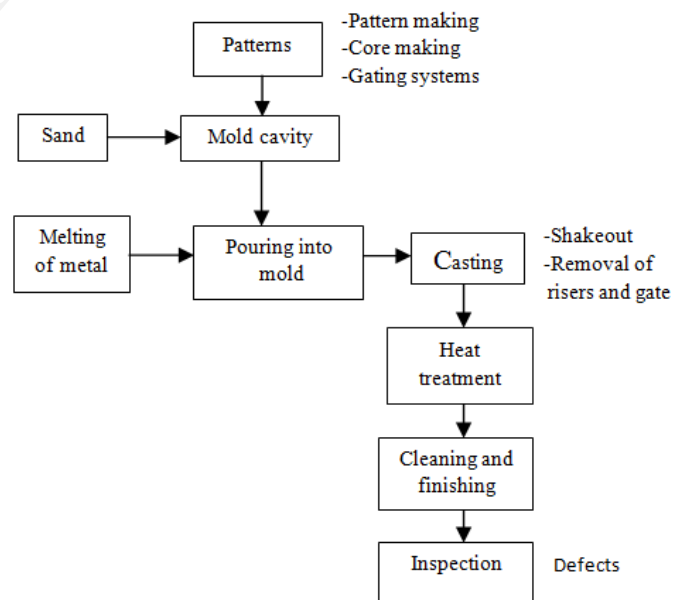 Patterns
-Pattern making
-Core making
-Gating systems
Sand
Mold cavity
Melting
of metal
Pouring into
mold
Casting
-Shakeout
-Removal of
risers and gate
Heat
treatment
Cleaning and
finishing
Inspection
Defects